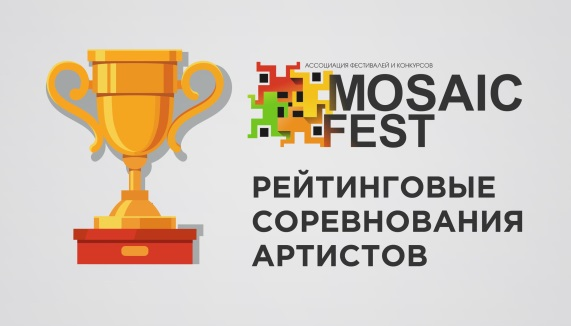 АССОЦИАЦИЯ ФЕСТИВАЛЕЙ И КОНКУРСОВ
MOSAIC
FEST
РЕЙТИНГОВЫЕ
СОРЕВНОВАНИЯ
АРТИСТОВ